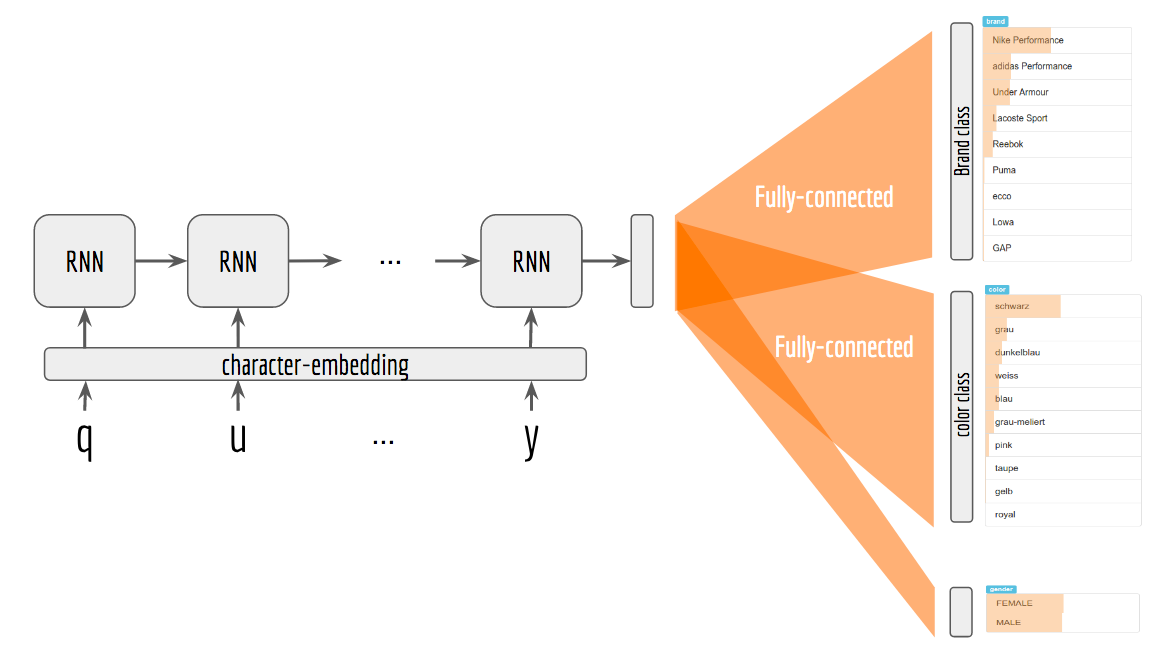 RNN
RNN
...
RNN
character-embedding
q
u
...
y
Fully-connected
Fully-connected
Brand class
brand
Nike Performance
adidas Performance
Under Armour
Lacoste Sport
Reebok
Puma
ecco
Lowa
GAP
color class
color
schwarz
grau
dunkelblau
weiss
blau
grau-meliert
pink
taupe
gelb
royal
gender
FEMALE
MALE